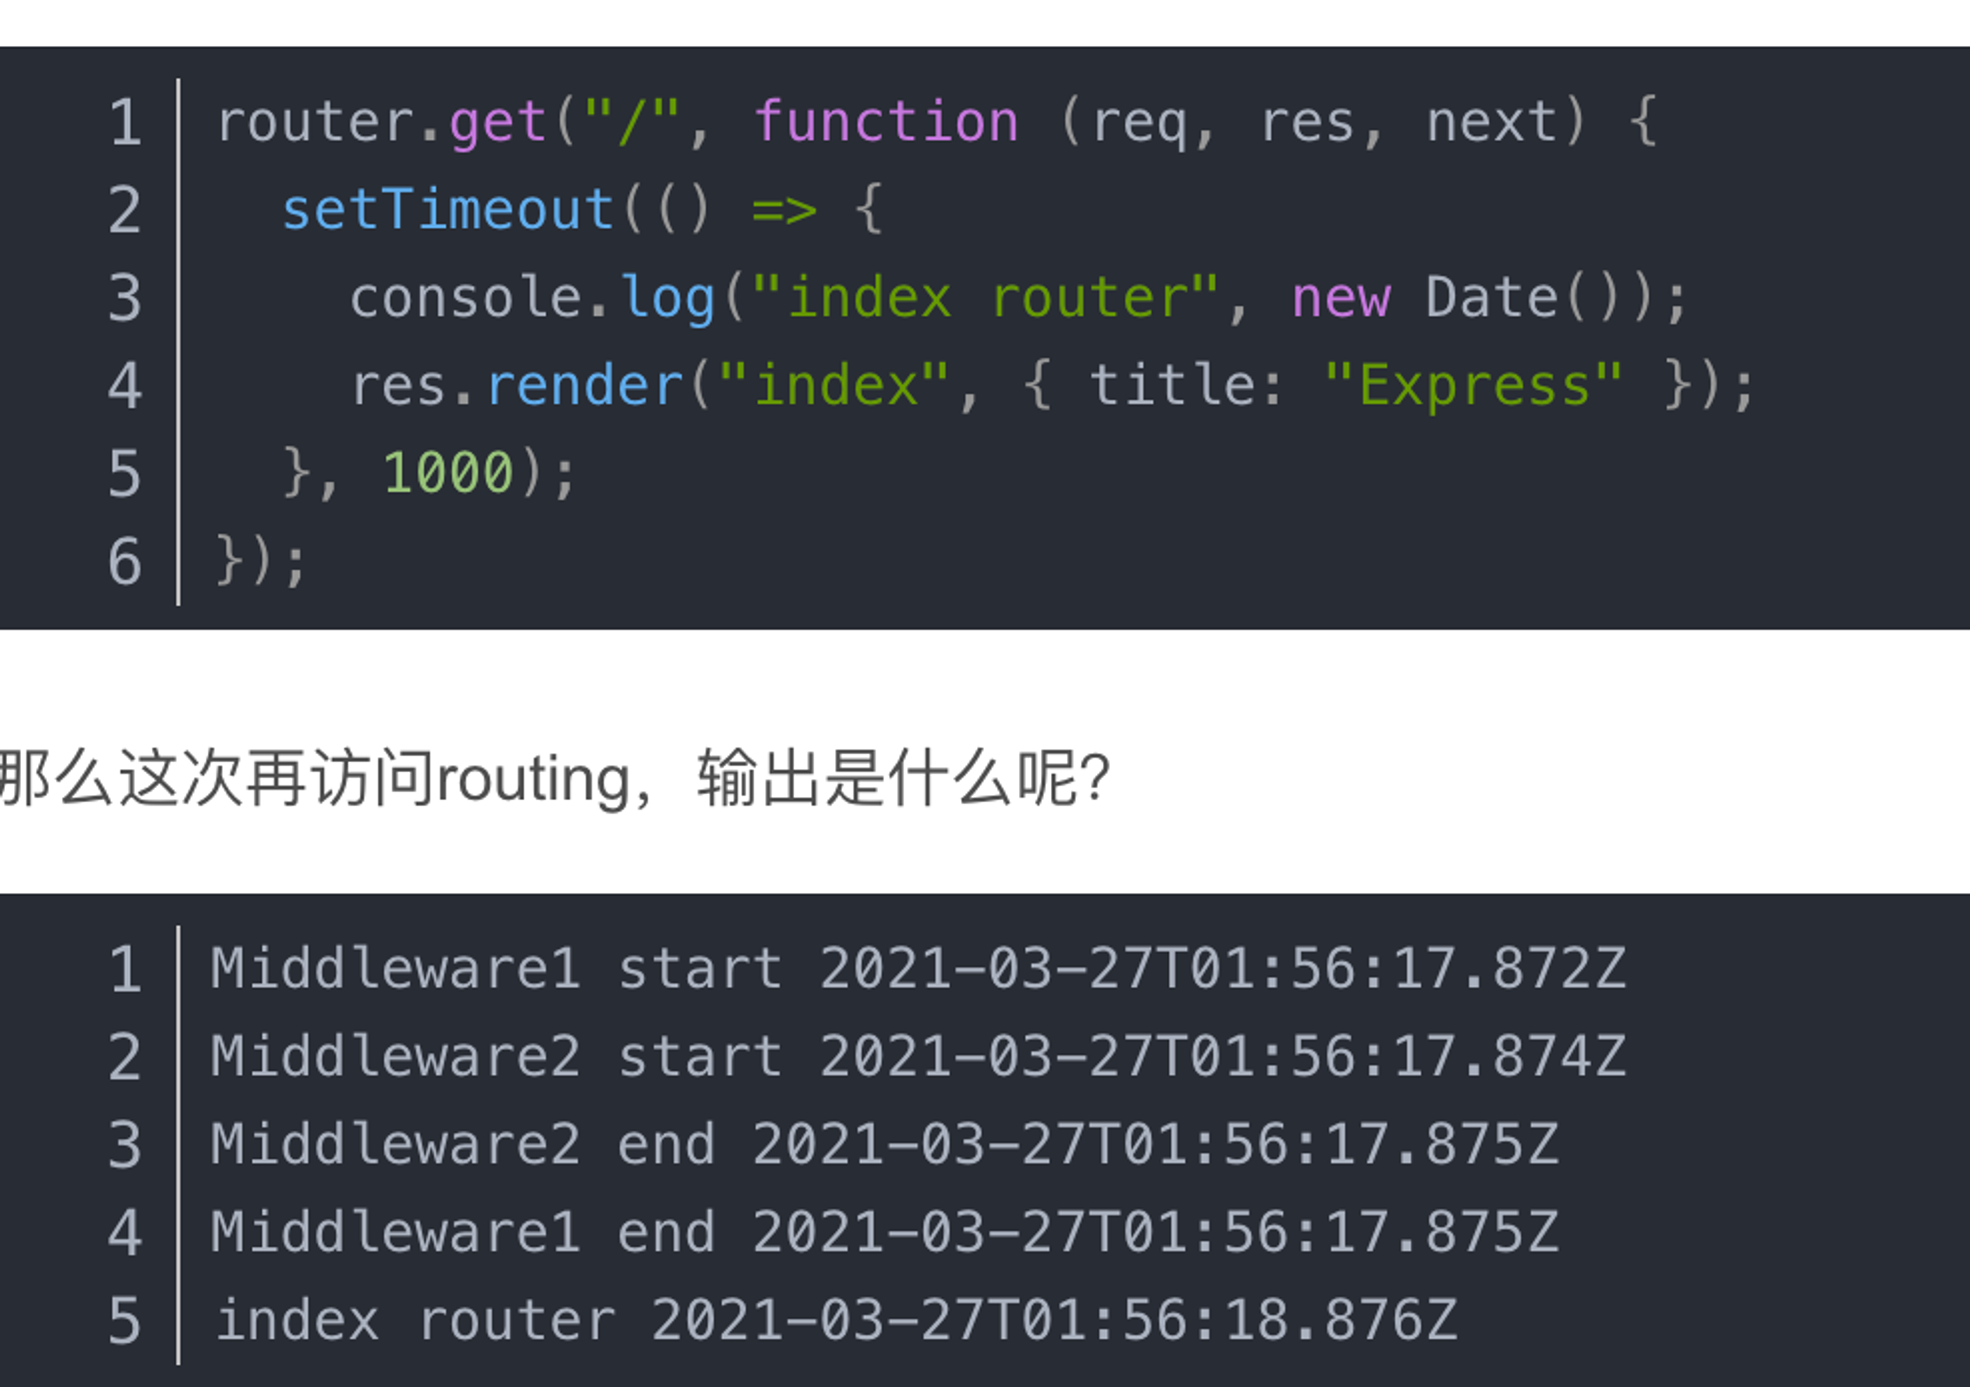 1 router.get("/", function (req, res, next) {
2   setTimeout(() => {
3     console.log("index router", new Date());
4     res.render("index", { title: "Express" });
5   }, 1000);
6 });
那么这次再访问routing，输出是什么呢？
1 Middleware1 start 2021-03-27T01:56:17.872Z
2 Middleware2 start 2021-03-27T01:56:17.874Z
3 Middleware2 end 2021-03-27T01:56:17.875Z
4 Middleware1 end 2021-03-27T01:56:17.875Z
5 index router 2021-03-27T01:56:18.876Z